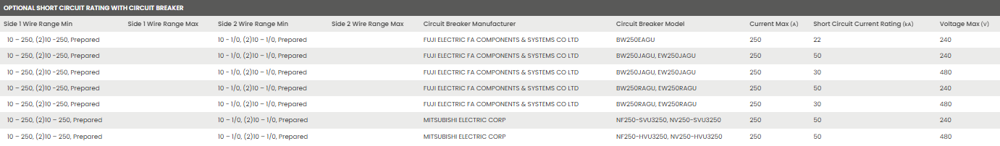 OPTIONAL SHORT CIRCUIT RATING WITH CIRCUIT BREAKER
Side 1 Wire Range Min Side 1 Wire Range Max Side 2 Wire Range Min Side 2 Wire Range Max Circuit Breaker Manufacturer Circuit Breaker Model Current Max (A) Short Circuit Current Rating (kA) Voltage Max (V)
10 – 250, (2)10 -250, Prepared 10 - 1/0, (2)10 – 1/0, Prepared FUJI ELECTRIC FA COMPONENTS & SYSTEMS CO LTD BW250EAGU 250 22 240
10 – 250, (2)10 -250, Prepared 10 - 1/0, (2)10 – 1/0, Prepared FUJI ELECTRIC FA COMPONENTS & SYSTEMS CO LTD BW250JAGU, EW250JAGU 250 50 240
10 – 250, (2)10 -250, Prepared 10 - 1/0, (2)10 – 1/0, Prepared FUJI ELECTRIC FA COMPONENTS & SYSTEMS CO LTD BW250JAGU, EW250JAGU 250 30 480
10 – 250, (2)10 -250, Prepared 10 - 1/0, (2)10 – 1/0, Prepared FUJI ELECTRIC FA COMPONENTS & SYSTEMS CO LTD BW250RAGU, EW250RAGU 250 50 240
10 – 250, (2)10 -250, Prepared 10 - 1/0, (2)10 – 1/0, Prepared FUJI ELECTRIC FA COMPONENTS & SYSTEMS CO LTD BW250RAGU, EW250RAGU 250 30 480
10 – 250, (2)10 – 250, Prepared 10 – 1/0, (2)10 – 1/0, Prepared MITSUBISHI ELECTRIC CORP NF250-SVU3250, NV250-SVU3250 250 50 240
10 – 250, (2)10 – 250, Prepared 10 – 1/0, (2)10 – 1/0, Prepared MITSUBISHI ELECTRIC CORP NF250-HVU3250, NV250-HVU3250 250 50 480